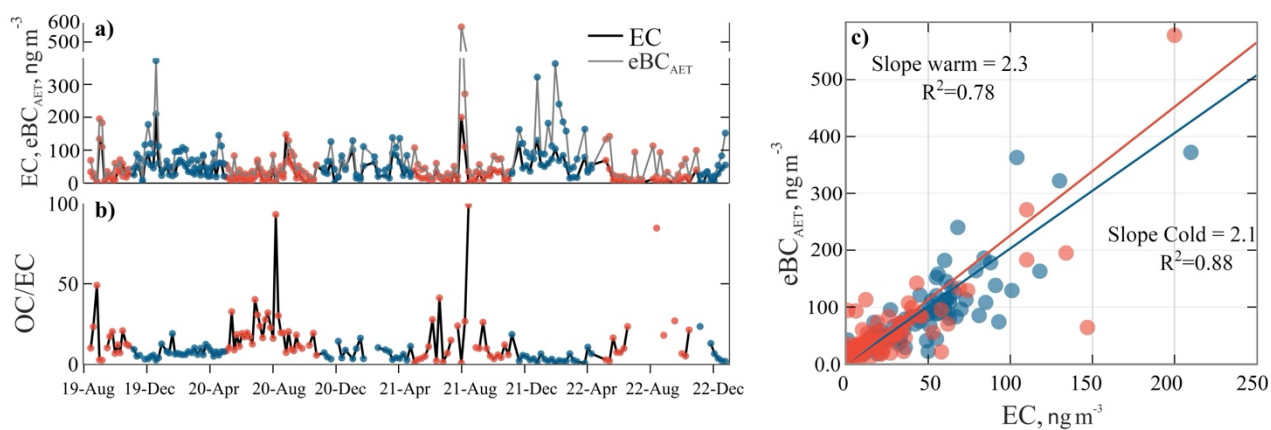 a)
EC, eBC_AET, ng m⁻³
600
500
300
200
100
0
EC
eBC_AET
b)
OC/EC
100
50
0
19-Aug 19-Dec 20-Apr 20-Aug 20-Dec 21-Apr 21-Aug 21-Dec 22-Apr 22-Aug 22-Dec
c)
Slope warm = 2.3
R²=0.78
Slope Cold = 2.1
R²=0.88
eBC_AET, ng m⁻³
500
400
300
200
100
0.0
0 50 100 150 200 250
EC, ng m⁻³